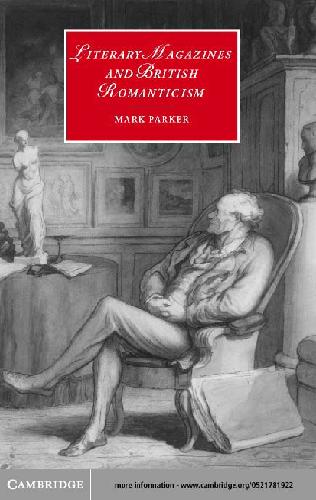 LITERARY MAGAZINES
AND BRITISH
ROMANTICISM
MARK PARKER
CAMBRIDGE
more information - www.cambridge.org/0521781922